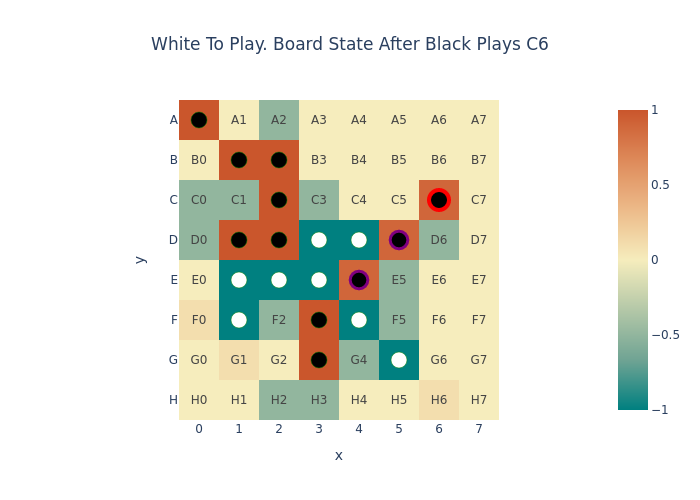 White To Play. Board State After Black Plays C6
A A1 A2 A3 A4 A5 A6 A7
B B0 B3 B4 B5 B6 B7
C C0 C1 C3 C4 C5 C7
D D0 D6 D7
E E0 E5 E6 E7
F F0 F2 F5 F6 F7
G G0 G1 G2 G4 G6 G7
H H0 H1 H2 H3 H4 H5 H6 H7
0 1 2 3 4 5 6 7
x
y
1
0.5
0
−0.5
−1